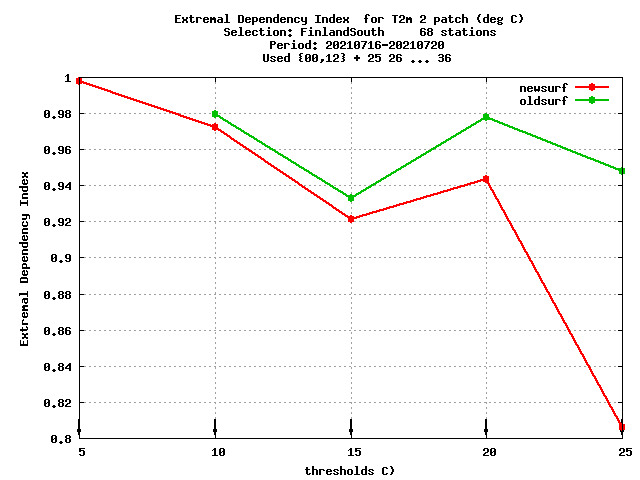 Extremal Dependency Index  for T2m 2 patch (deg C)
Selection: FinlandSouth     68 stations
Period: 20210716-20210720
Used {00,12} + 25 26 ... 36
newsurf
oldsurf
Extremal Dependency Index
1
0.98
0.96
0.94
0.92
0.9
0.88
0.86
0.84
0.82
0.8
5 10 15 20 25
thresholds C)